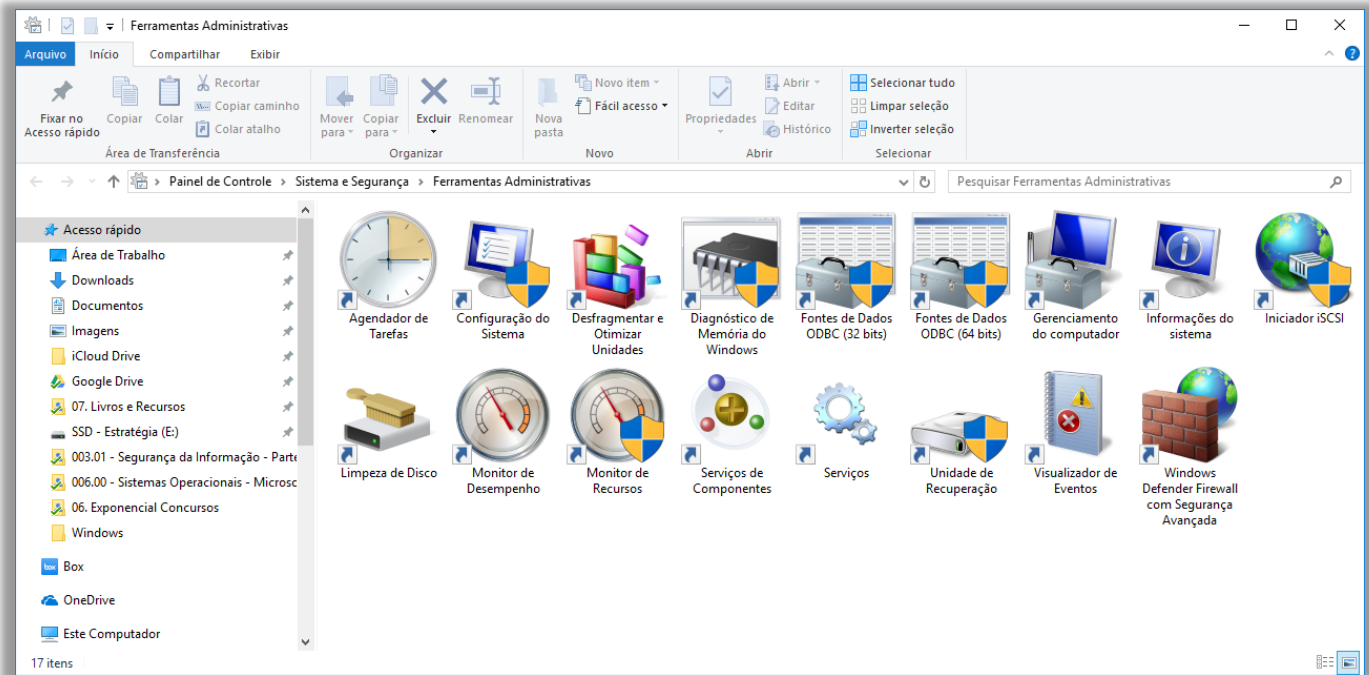 Ferramentas Administrativas
Arquivo Início Compartilhar Exibir
Fixar no
Acesso rápido
Copiar
Colar
Recortar
Copiar caminho
Colar atalho
Área de Transferência
Mover
para
Copiar
para
Excluir
Renomear
Organizar
Nova
pasta
Novo item
Fácil acesso
Novo
Propriedades
Abrir
Editar
Histórico
Abrir
Selecionar tudo
Limpar seleção
Inverter seleção
Selecionar
Painel de Controle > Sistema e Segurança > Ferramentas Administrativas
Pesquisar Ferramentas Administrativas
Acesso rápido
Área de Trabalho
Downloads
Documentos
Imagens
iCloud Drive
Google Drive
07. Livros e Recursos
SSD - Estratégia (E:)
003.01 - Segurança da Informação - Parte
006.00 - Sistemas Operacionais - Microsc
06. Exponencial Concursos
Windows
box
Box
OneDrive
Este Computador
Agendador de
Tarefas
Configuração do
Sistema
Desfragmentar e
Otimizar
Unidades
Diagnóstico de
Memória do
Windows
Fontes de Dados
ODBC (32 bits)
Fontes de Dados
ODBC (64 bits)
Gerenciamento
do computador
Informações do
sistema
Iniciador iSCSI
Limpeza de Disco
Monitor de
Desempenho
Monitor de
Recursos
Serviços de
Componentes
Serviços
Unidade de
Recuperação
Visualizador de
Eventos
Windows
Defender Firewall
com Segurança
Avançada
17 itens